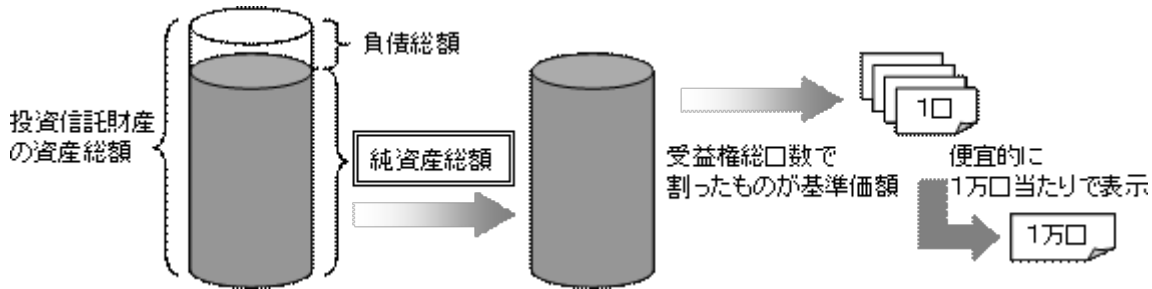 負債総額
投資信託財産
の資産総額
純資産総額
1口
受益権総口数で
割ったものが基準価額
便宜的に
1万口当たりで表示
1万口